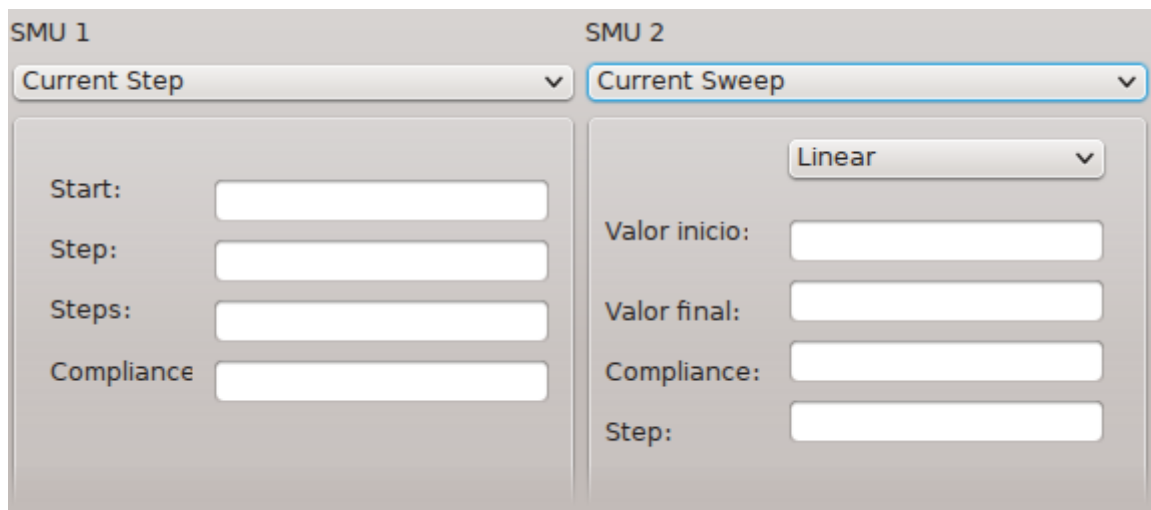 SMU 1
Current Step
Start:
Step:
Steps:
Compliance
SMU 2
Current Sweep
Linear
Valor inicio:
Valor final:
Compliance:
Step: